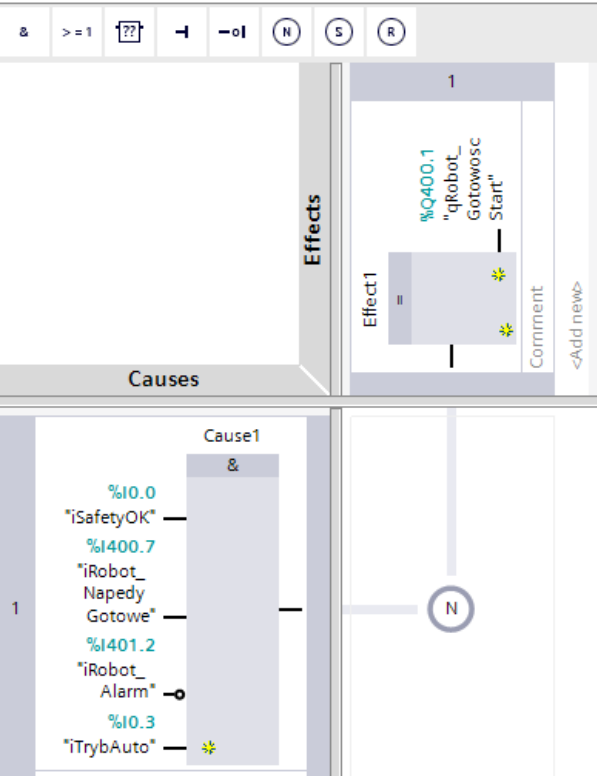 & >=1 ?? N S R
1
%Q400.1
"qRobot_
Gotowosc
Start"
Effects
Effect1
=
Comment
<Add new>
Causes
Cause1
&
%I0.0
"iSafetyOK"
%I400.7
"iRobot_
Napedy
Gotowe"
1
N
%I401.2
"iRobot_
Alarm"
%I0.3
"iTrybAuto"